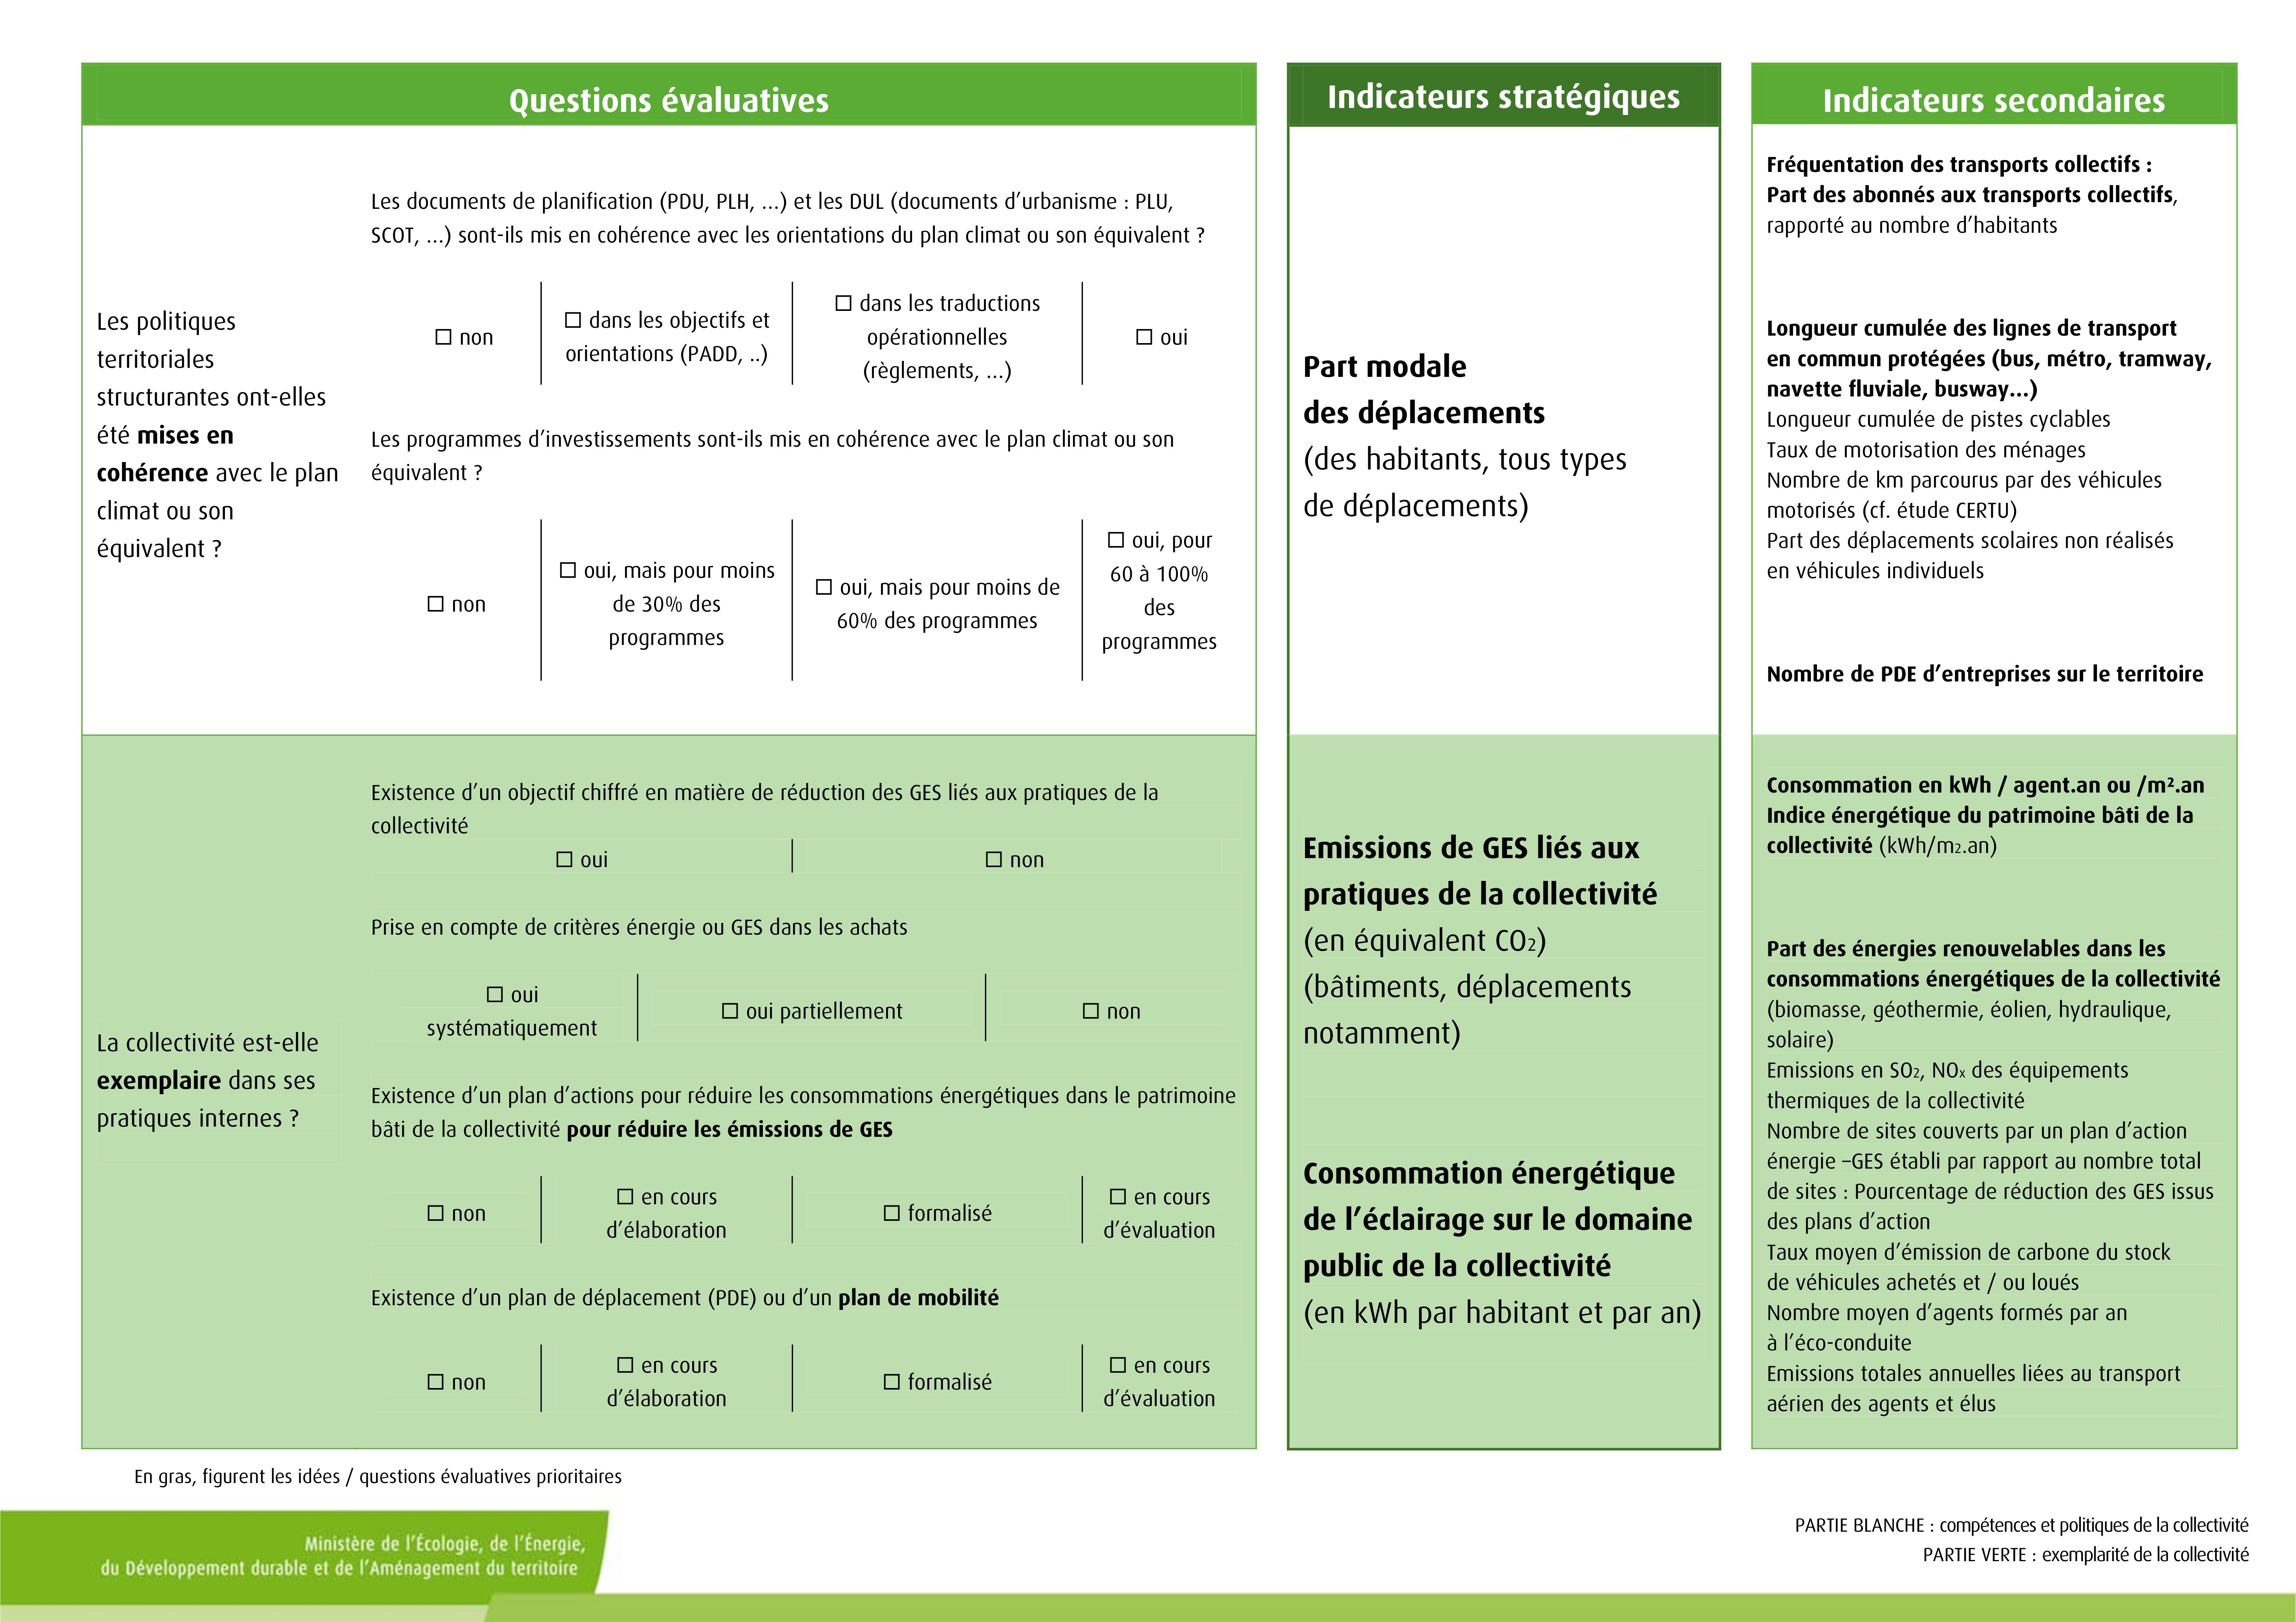 Questions évaluatives
Les politiques
territoriales
structurantes ont-elles
été mises en
cohérence avec le plan
climat ou son
équivalent ?
Les documents de planification (PDU, PLH, ...) et les DUL (documents d'urbanisme : PLU,
SCOT, ...) sont-ils mis en cohérence avec les orientations du plan climat ou son équivalent ?
☐ non
☐ dans les objectifs et
orientations (PADD, ..)
☐ dans les traductions
opérationnelles
(règlements, ...)
☐ oui
Les programmes d'investissements sont-ils mis en cohérence avec le plan climat ou son
équivalent ?
☐ non
☐ oui, mais pour moins
de 30% des
programmes
☐ oui, mais pour moins de
60% des programmes
☐ oui, pour
60 à 100%
des
programmes
La collectivité est-elle
exemplaire dans ses
pratiques internes ?
Existence d'un objectif chiffré en matière de réduction des GES liés aux pratiques de la
collectivité
☐ oui
☐ non
Prise en compte de critères énergie ou GES dans les achats
☐ oui
systématiquement
☐ oui partiellement
☐ non
Existence d'un plan d'actions pour réduire les consommations énergétiques dans le patrimoine
bâti de la collectivité pour réduire les émissions de GES
☐ non
☐ en cours
d'élaboration
☐ formalisé
☐ en cours
d'évaluation
Existence d'un plan de déplacement (PDE) ou d'un plan de mobilité
☐ non
☐ en cours
d'élaboration
☐ formalisé
☐ en cours
d'évaluation
Indicateurs stratégiques
Part modale
des déplacements
(des habitants, tous types
de déplacements)
Emissions de GES liés aux
pratiques de la collectivité
(en équivalent CO₂)
(bâtiments, déplacements
notamment)
Consommation énergétique
de l'éclairage sur le domaine
public de la collectivité
(en kWh par habitant et par an)
Indicateurs secondaires
Fréquentation des transports collectifs :
Part des abonnés aux transports collectifs,
rapporté au nombre d'habitants
Longueur cumulée des lignes de transport
en commun protégées (bus, métro, tramway,
navette fluviale, busway...)
Longueur cumulée de pistes cyclables
Taux de motorisation des ménages
Nombre de km parcourus par des véhicules
motorisés (cf. étude CERTU)
Part des déplacements scolaires non réalisés
en véhicules individuels
Nombre de PDE d'entreprises sur le territoire
Consommation en kWh / agent.an ou /m².an
Indice énergétique du patrimoine bâti de la
collectivité (kWh/m₂.an)
Part des énergies renouvelables dans les
consommations énergétiques de la collectivité
(biomasse, géothermie, éolien, hydraulique,
solaire)
Emissions en SO₂, NOₓ des équipements
thermiques de la collectivité
Nombre de sites couverts par un plan d'action
énergie –GES établi par rapport au nombre total
de sites : Pourcentage de réduction des GES issus
des plans d'action
Taux moyen d'émission de carbone du stock
de véhicules achetés et / ou loués
Nombre moyen d'agents formés par an
à l'éco-conduite
Emissions totales annuelles liées au transport
aérien des agents et élus
En gras, figurent les idées / questions évaluatives prioritaires
Ministère de l'Écologie, de l'Énergie,
du Développement durable et de l'Aménagement du territoire
PARTIE BLANCHE : compétences et politiques de la collectivité
PARTIE VERTE : exemplarité de la collectivité